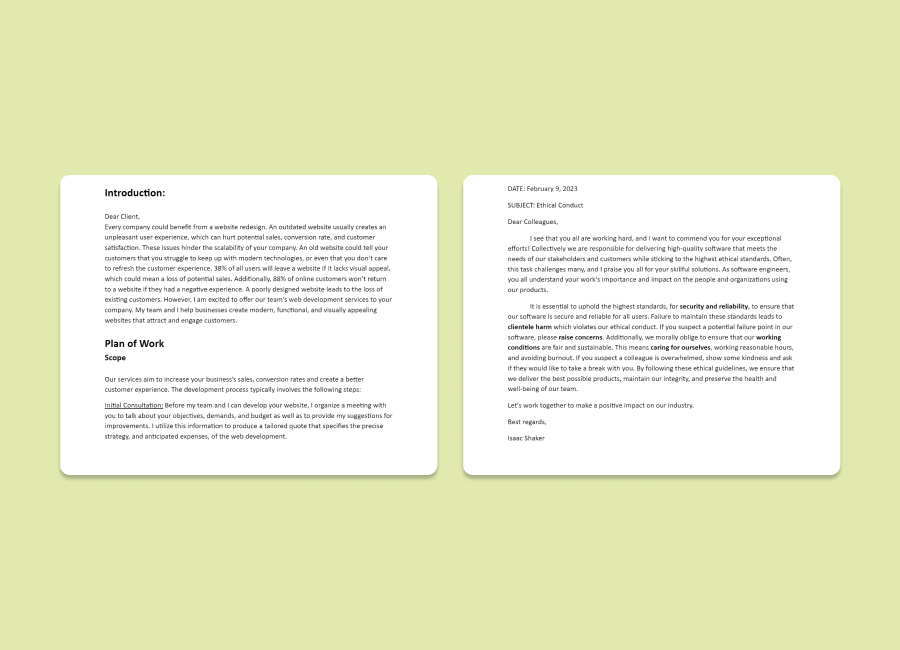 Introduction:
Dear Client,
Every company could benefit from a website redesign. An outdated website usually creates an
unpleasant user experience, which can hurt potential sales, conversion rate, and customer
satisfaction. These issues hinder the scalability of your company. An old website could tell your
customers that you struggle to keep up with modern technologies, or even that you don't care
to refresh the customer experience. 38% of all users will leave a website if it lacks visual appeal,
which could mean a loss of potential sales. Additionally, 88% of online customers won't return
to a website if they had a negative experience. A poorly designed website leads to the loss of
existing customers. However, I am excited to offer our team's web development services to your
company. My team and I help businesses create modern, functional, and visually appealing
websites that attract and engage customers.
Plan of Work
Scope
Our services aim to increase your business's sales, conversion rates and create a better
customer experience. The development process typically involves the following steps:
Initial Consultation: Before my team and I can develop your website, I organize a meeting with
you to talk about your objectives, demands, and budget as well as to provide my suggestions for
improvements. I utilize this information to produce a tailored quote that specifies the precise
strategy, and anticipated expenses, of the web development.
DATE: February 9, 2023
SUBJECT: Ethical Conduct
Dear Colleagues,
I see that you all are working hard, and I want to commend you for your exceptional
efforts! Collectively we are responsible for delivering high-quality software that meets the
needs of our stakeholders and customers while sticking to the highest ethical standards. Often,
this task challenges many, and I praise you all for your skillful solutions. As software engineers,
you all understand your work's importance and impact on the people and organizations using
our products.
It is essential to uphold the highest standards, for security and reliability, to ensure that
our software is secure and reliable for all users. Failure to maintain these standards leads to
clientele harm which violates our ethical conduct. If you suspect a potential failure point in our
software, please raise concerns. Additionally, we morally oblige to ensure that our working
conditions are fair and sustainable. This means caring for ourselves, working reasonable hours,
and avoiding burnout. If you suspect a colleague is overwhelmed, show some kindness and ask
if they would like to take a break with you. By following these ethical guidelines, we ensure that
we deliver the best possible products, maintain our integrity, and preserve the health and
well-being of our team.
Let's work together to make a positive impact on our industry.
Best regards,
Isaac Shaker